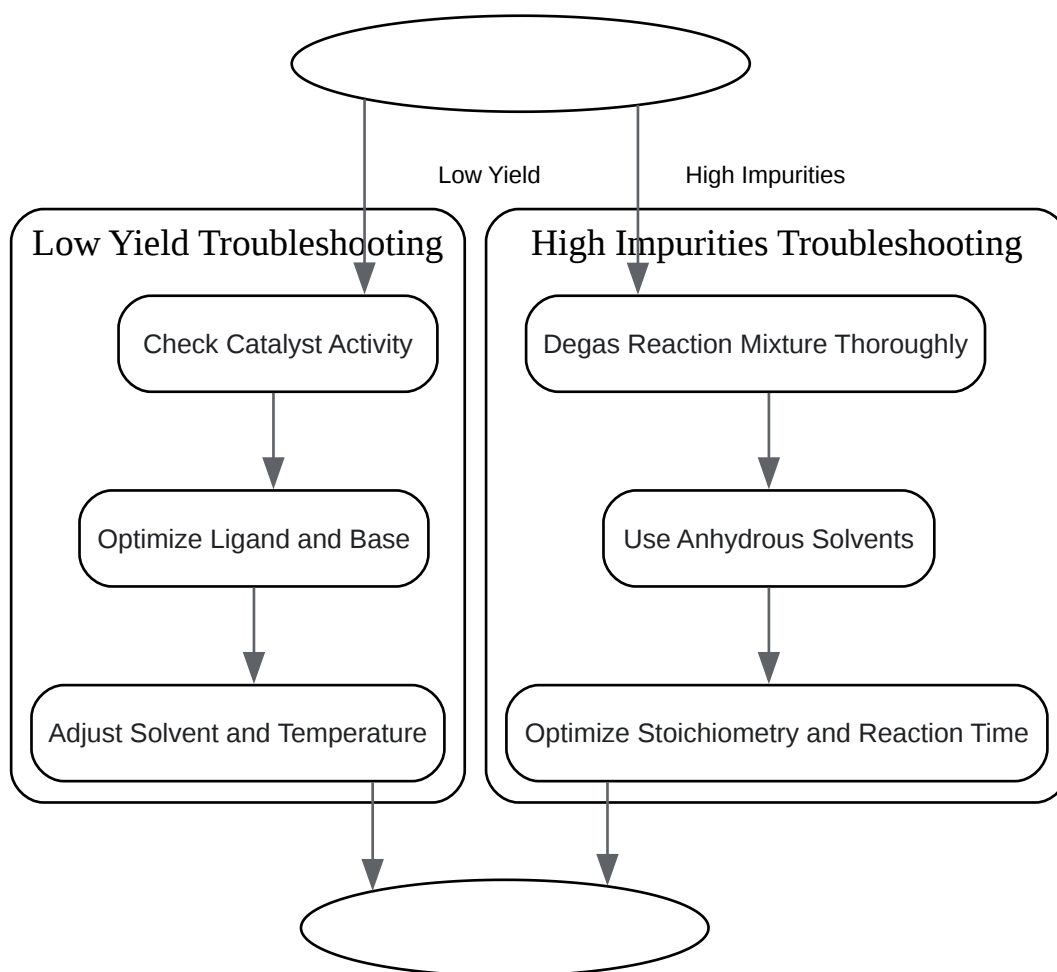 Low Yield
High Impurities
Low Yield Troubleshooting
High Impurities Troubleshooting
Check Catalyst Activity
Degas Reaction Mixture Thoroughly
Optimize Ligand and Base
Use Anhydrous Solvents
Adjust Solvent and Temperature
Optimize Stoichiometry and Reaction Time